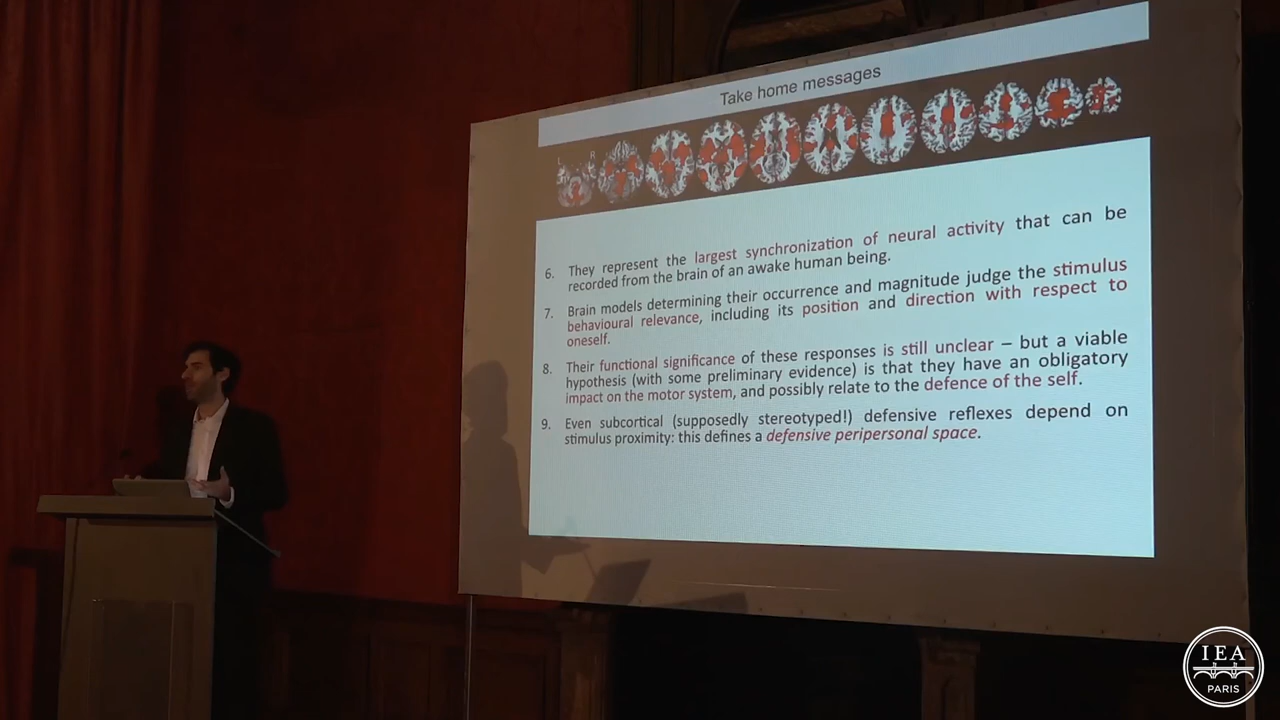 Take home messages
L R
6. They represent the largest synchronization of neural activity that can be
recorded from the brain of an awake human being.
7. Brain models determining their occurrence and magnitude judge the stimulus
behavioural relevance, including its position and direction with respect to
oneself.
8. Their functional significance of these responses is still unclear – but a viable
hypothesis (with some preliminary evidence) is that they have an obligatory
impact on the motor system, and possibly relate to the defence of the self.
9. Even subcortical (supposedly stereotyped!) defensive reflexes depend on
stimulus proximity: this defines a defensive peripersonal space.
IEA
PARIS